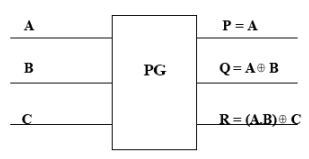 A
P = A
B
PG
Q = A⊕ B
C
R = (A.B)⊕ C